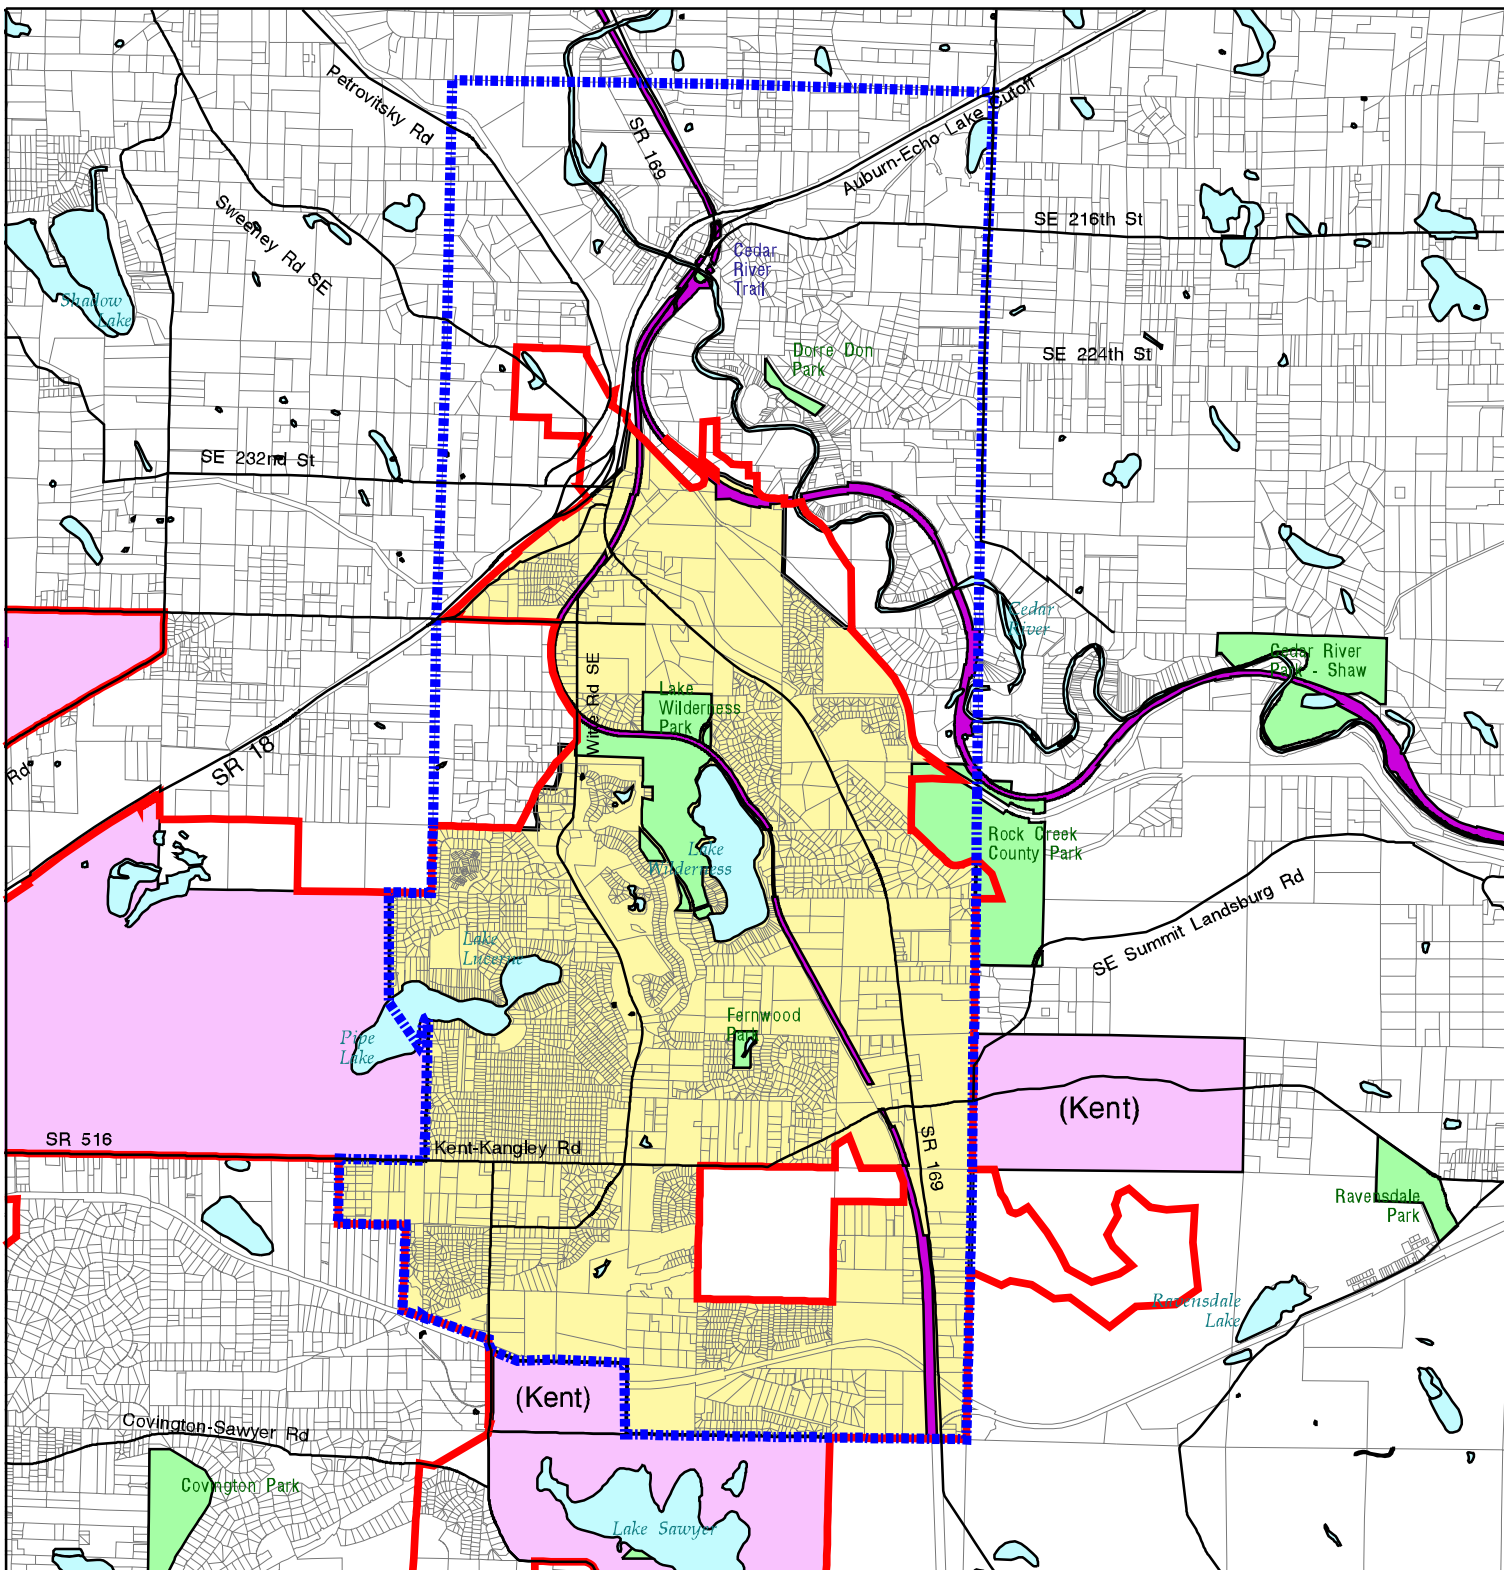 Petrovitsky Rd
SR 169
Auburn-Echo Lake Cutoff
Sweeney Rd SE
SE 216th St
Cedar
River
Trail
Shadow
Lake
SE 224th St
Dorre Don
Park
SE 232nd St
Cedar
River
Cedar River
Park - Shaw
Witte Rd SE
Lake
Wilderness
Park
SR 18
Rd
Rock Creek
County Park
Lake
Wilderness
SE Summit Landsburg Rd
Lake
Lucerne
Fernwood
Park
Pipe
Lake
(Kent)
SR 516
Kent-Kangley Rd
SR 169
Ravensdale
Park
Ravensdale
Lake
(Kent)
Covington-Sawyer Rd
Covington Park
Lake Sawyer